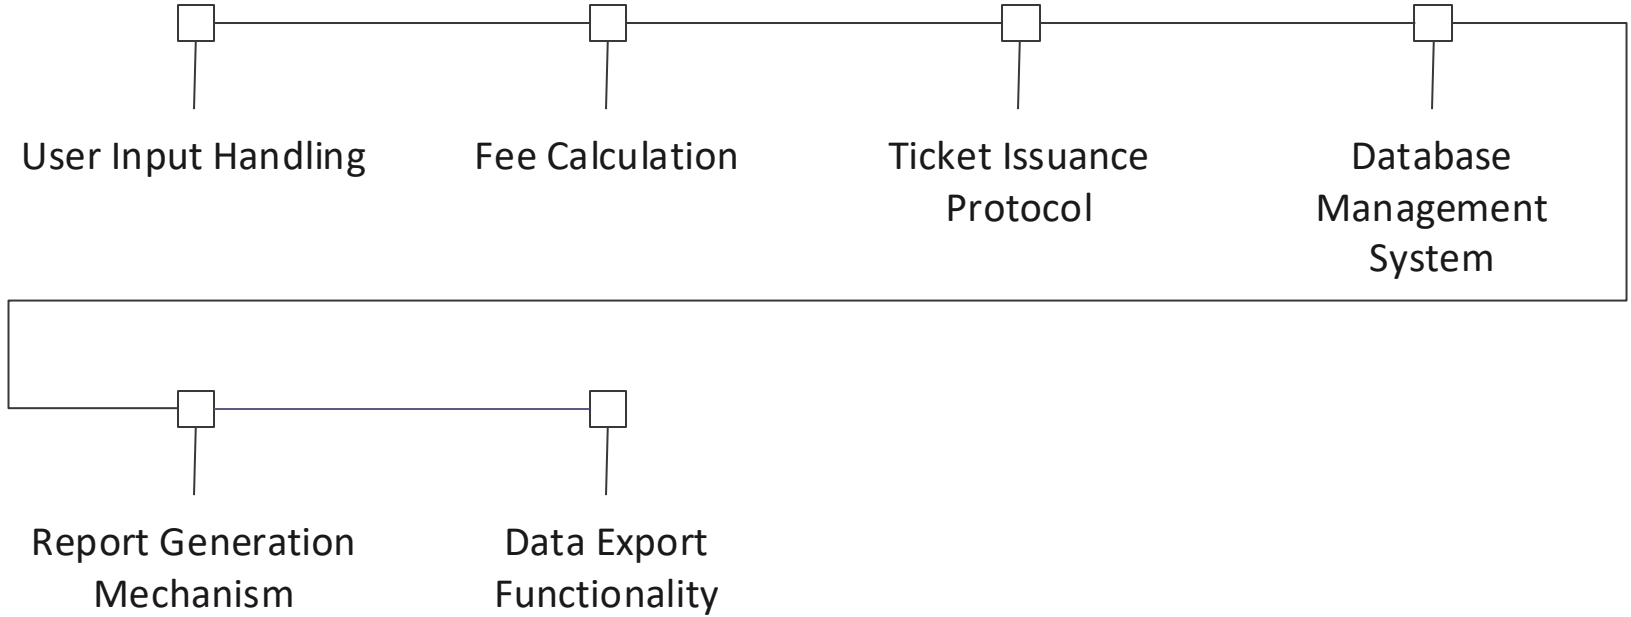 User Input Handling
Fee Calculation
Ticket Issuance
Protocol
Database
Management
System
Report Generation
Mechanism
Data Export
Functionality